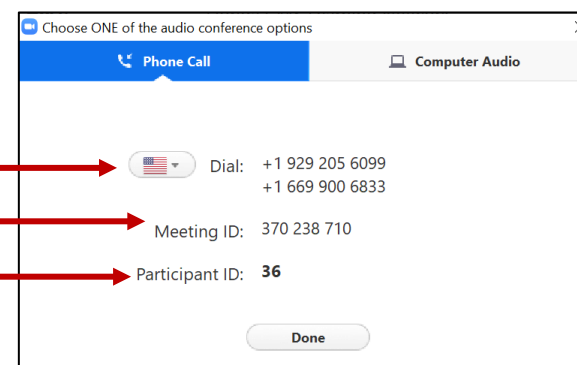 Choose ONE of the audio conference options
Phone Call
Computer Audio
Dial: +1 929 205 6099
+1 669 900 6833
Meeting ID: 370 238 710
Participant ID: 36
Done